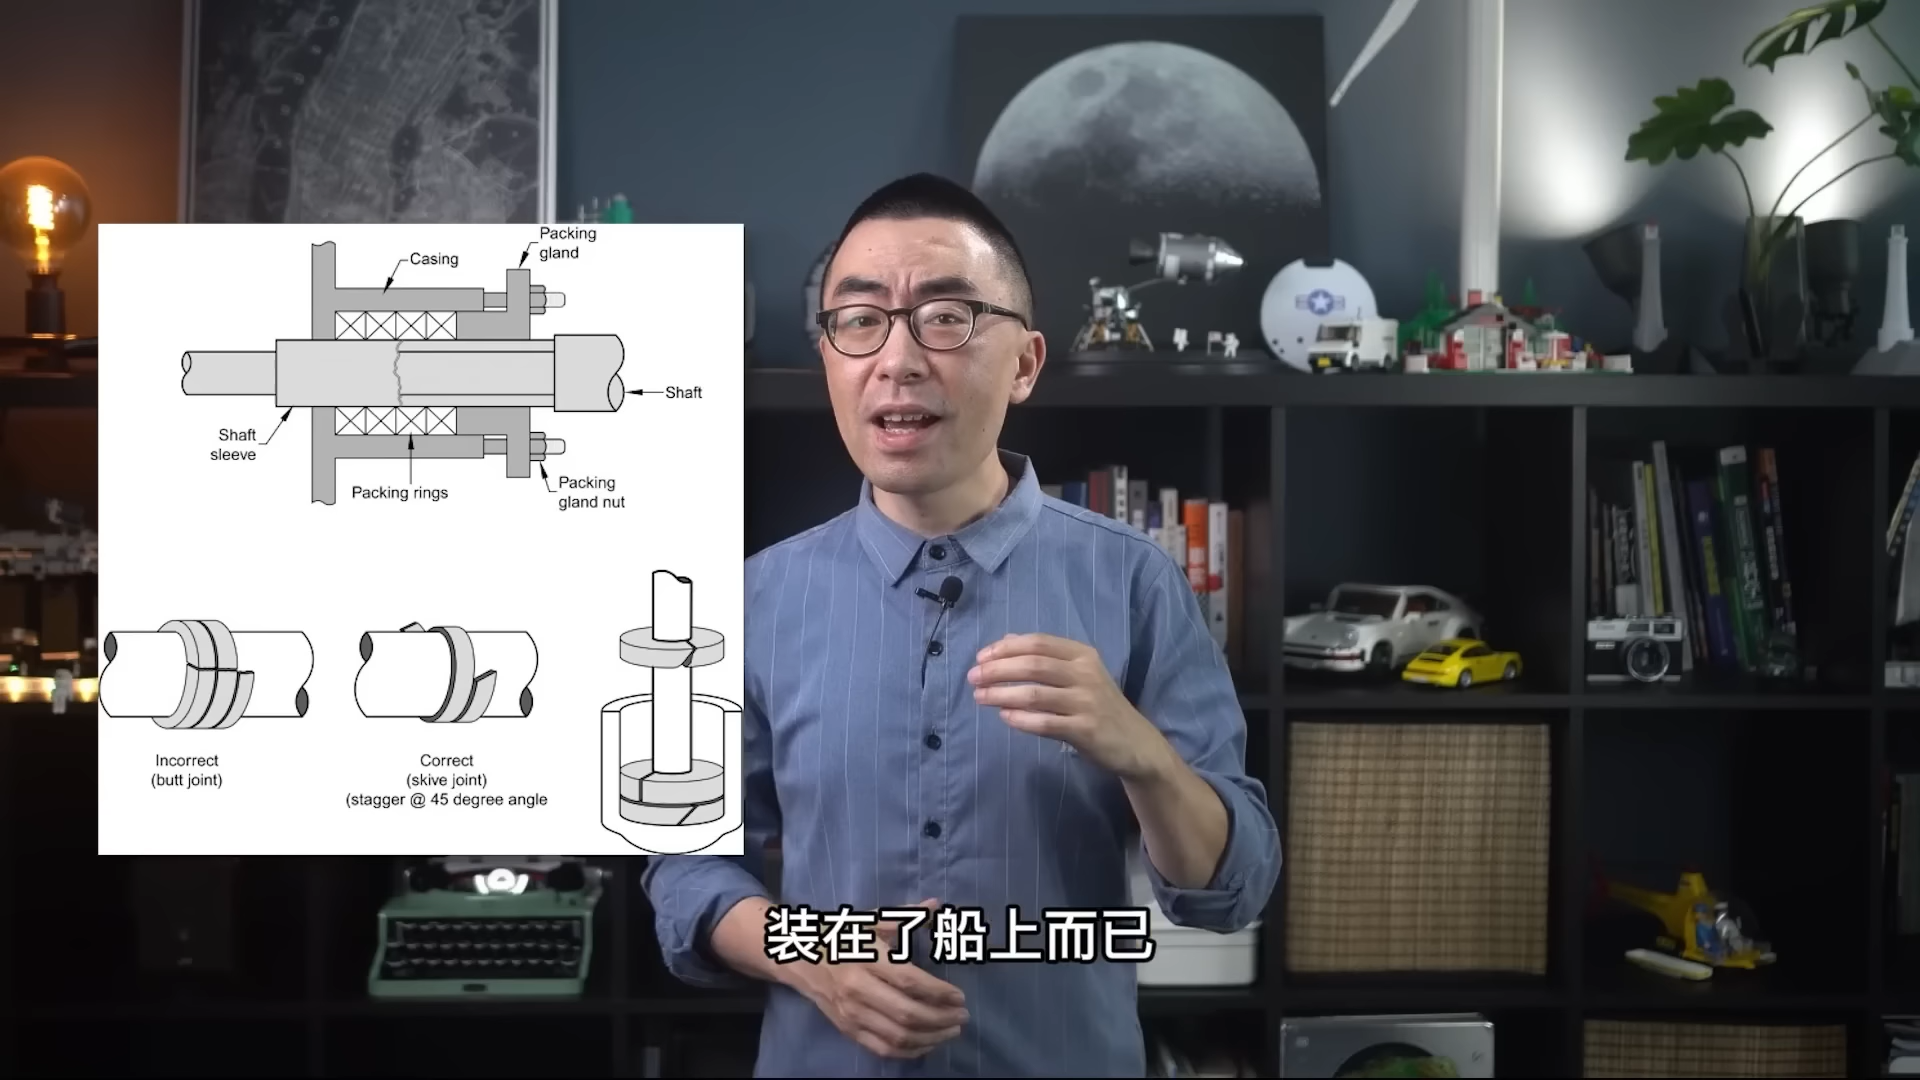 Packing
gland
Casing
Shaft
Shaft
sleeve
Packing rings
Packing
gland nut
Incorrect
(butt joint)
Correct
(skive joint)
(stagger @ 45 degree angle
装在了船上而已